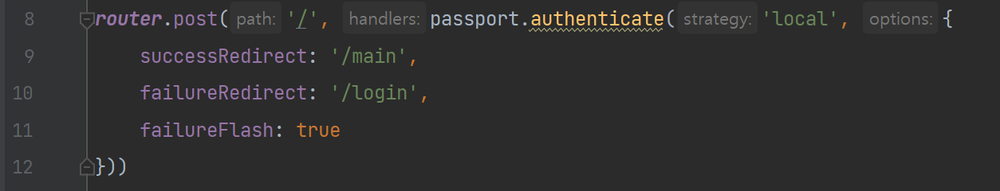 8 router.post( path: '/', handlers: passport.authenticate( strategy: 'local', options: {
9 successRedirect: '/main',
10 failureRedirect: '/login',
11 failureFlash: true
12 }))